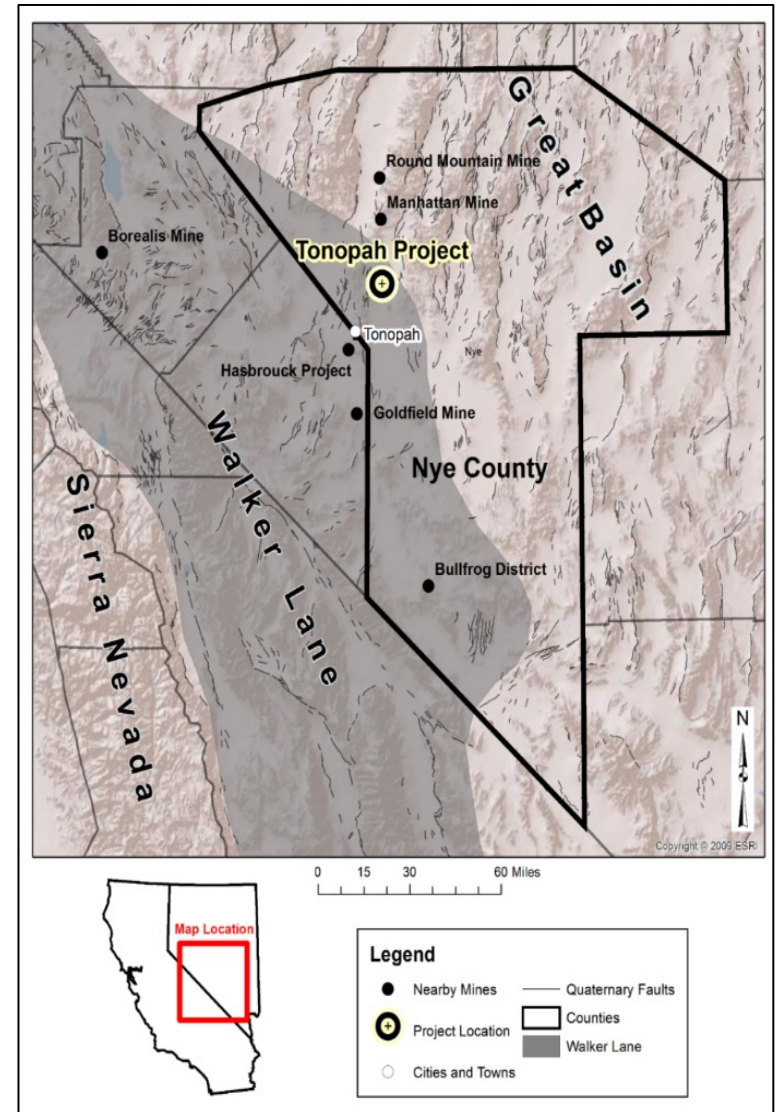 Great Basin
Round Mountain Mine
Manhattan Mine
Borealis Mine
Tonopah Project
Tonopah
Nye
Hasbrouck Project
Goldfield Mine
Walker Lane
Nye County
Sierra Nevada
Bullfrog District
N
Copyright © 2009 ESRI
0 15 30 60 Miles
Map Location
Legend
Nearby Mines
Quaternary Faults
Project Location
Counties
Walker Lane
Cities and Towns